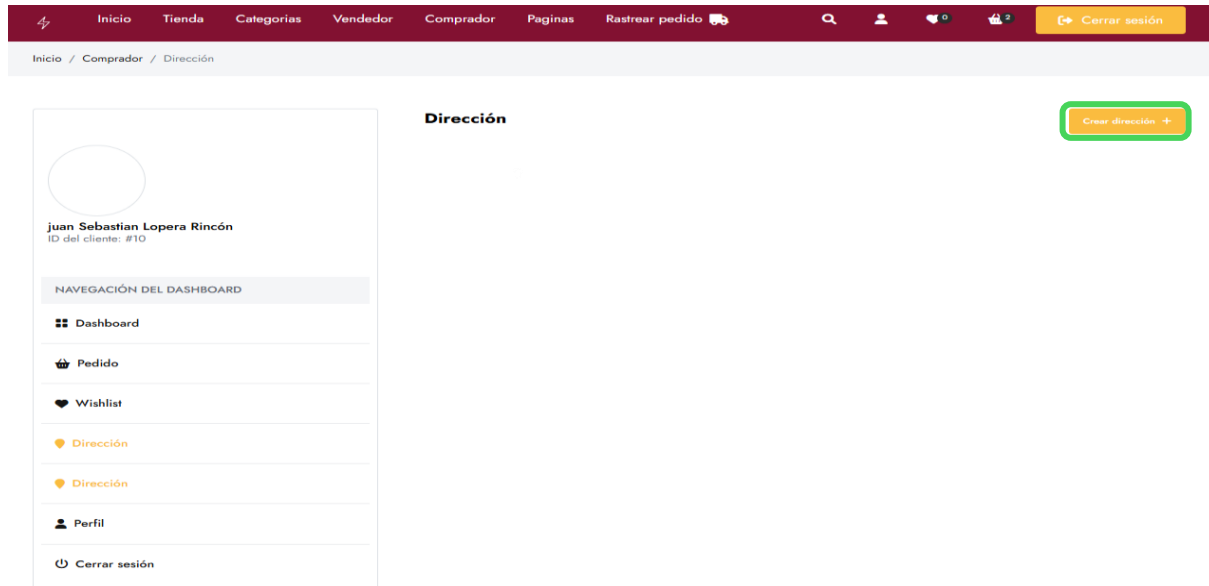 Inicio Tienda Categorias Vendedor Comprador Paginas Rastrear pedido 0 2 Cerrar sesión
Inicio / Comprador / Dirección
Dirección
Crear dirección +
juan Sebastian Lopera Rincón
ID del cliente: #10
NAVEGACIÓN DEL DASHBOARD
Dashboard
Pedido
Wishlist
Dirección
Dirección
Perfil
Cerrar sesión